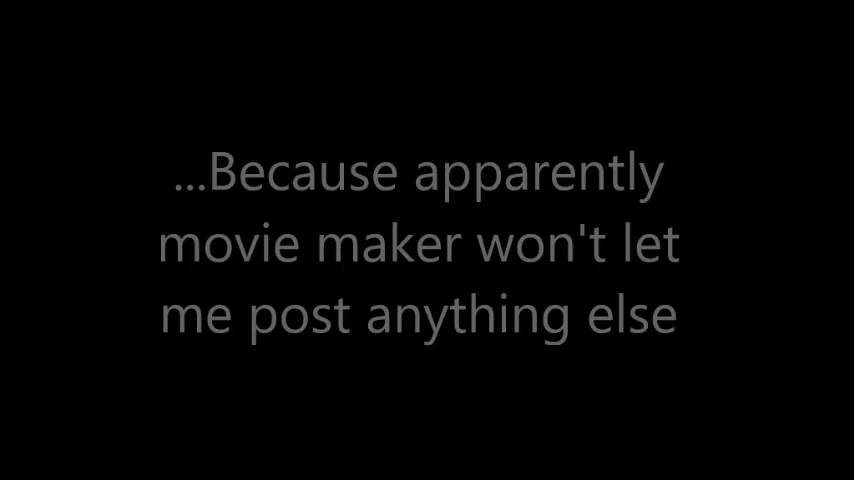 ...Because apparently
movie maker won't let
me post anything else